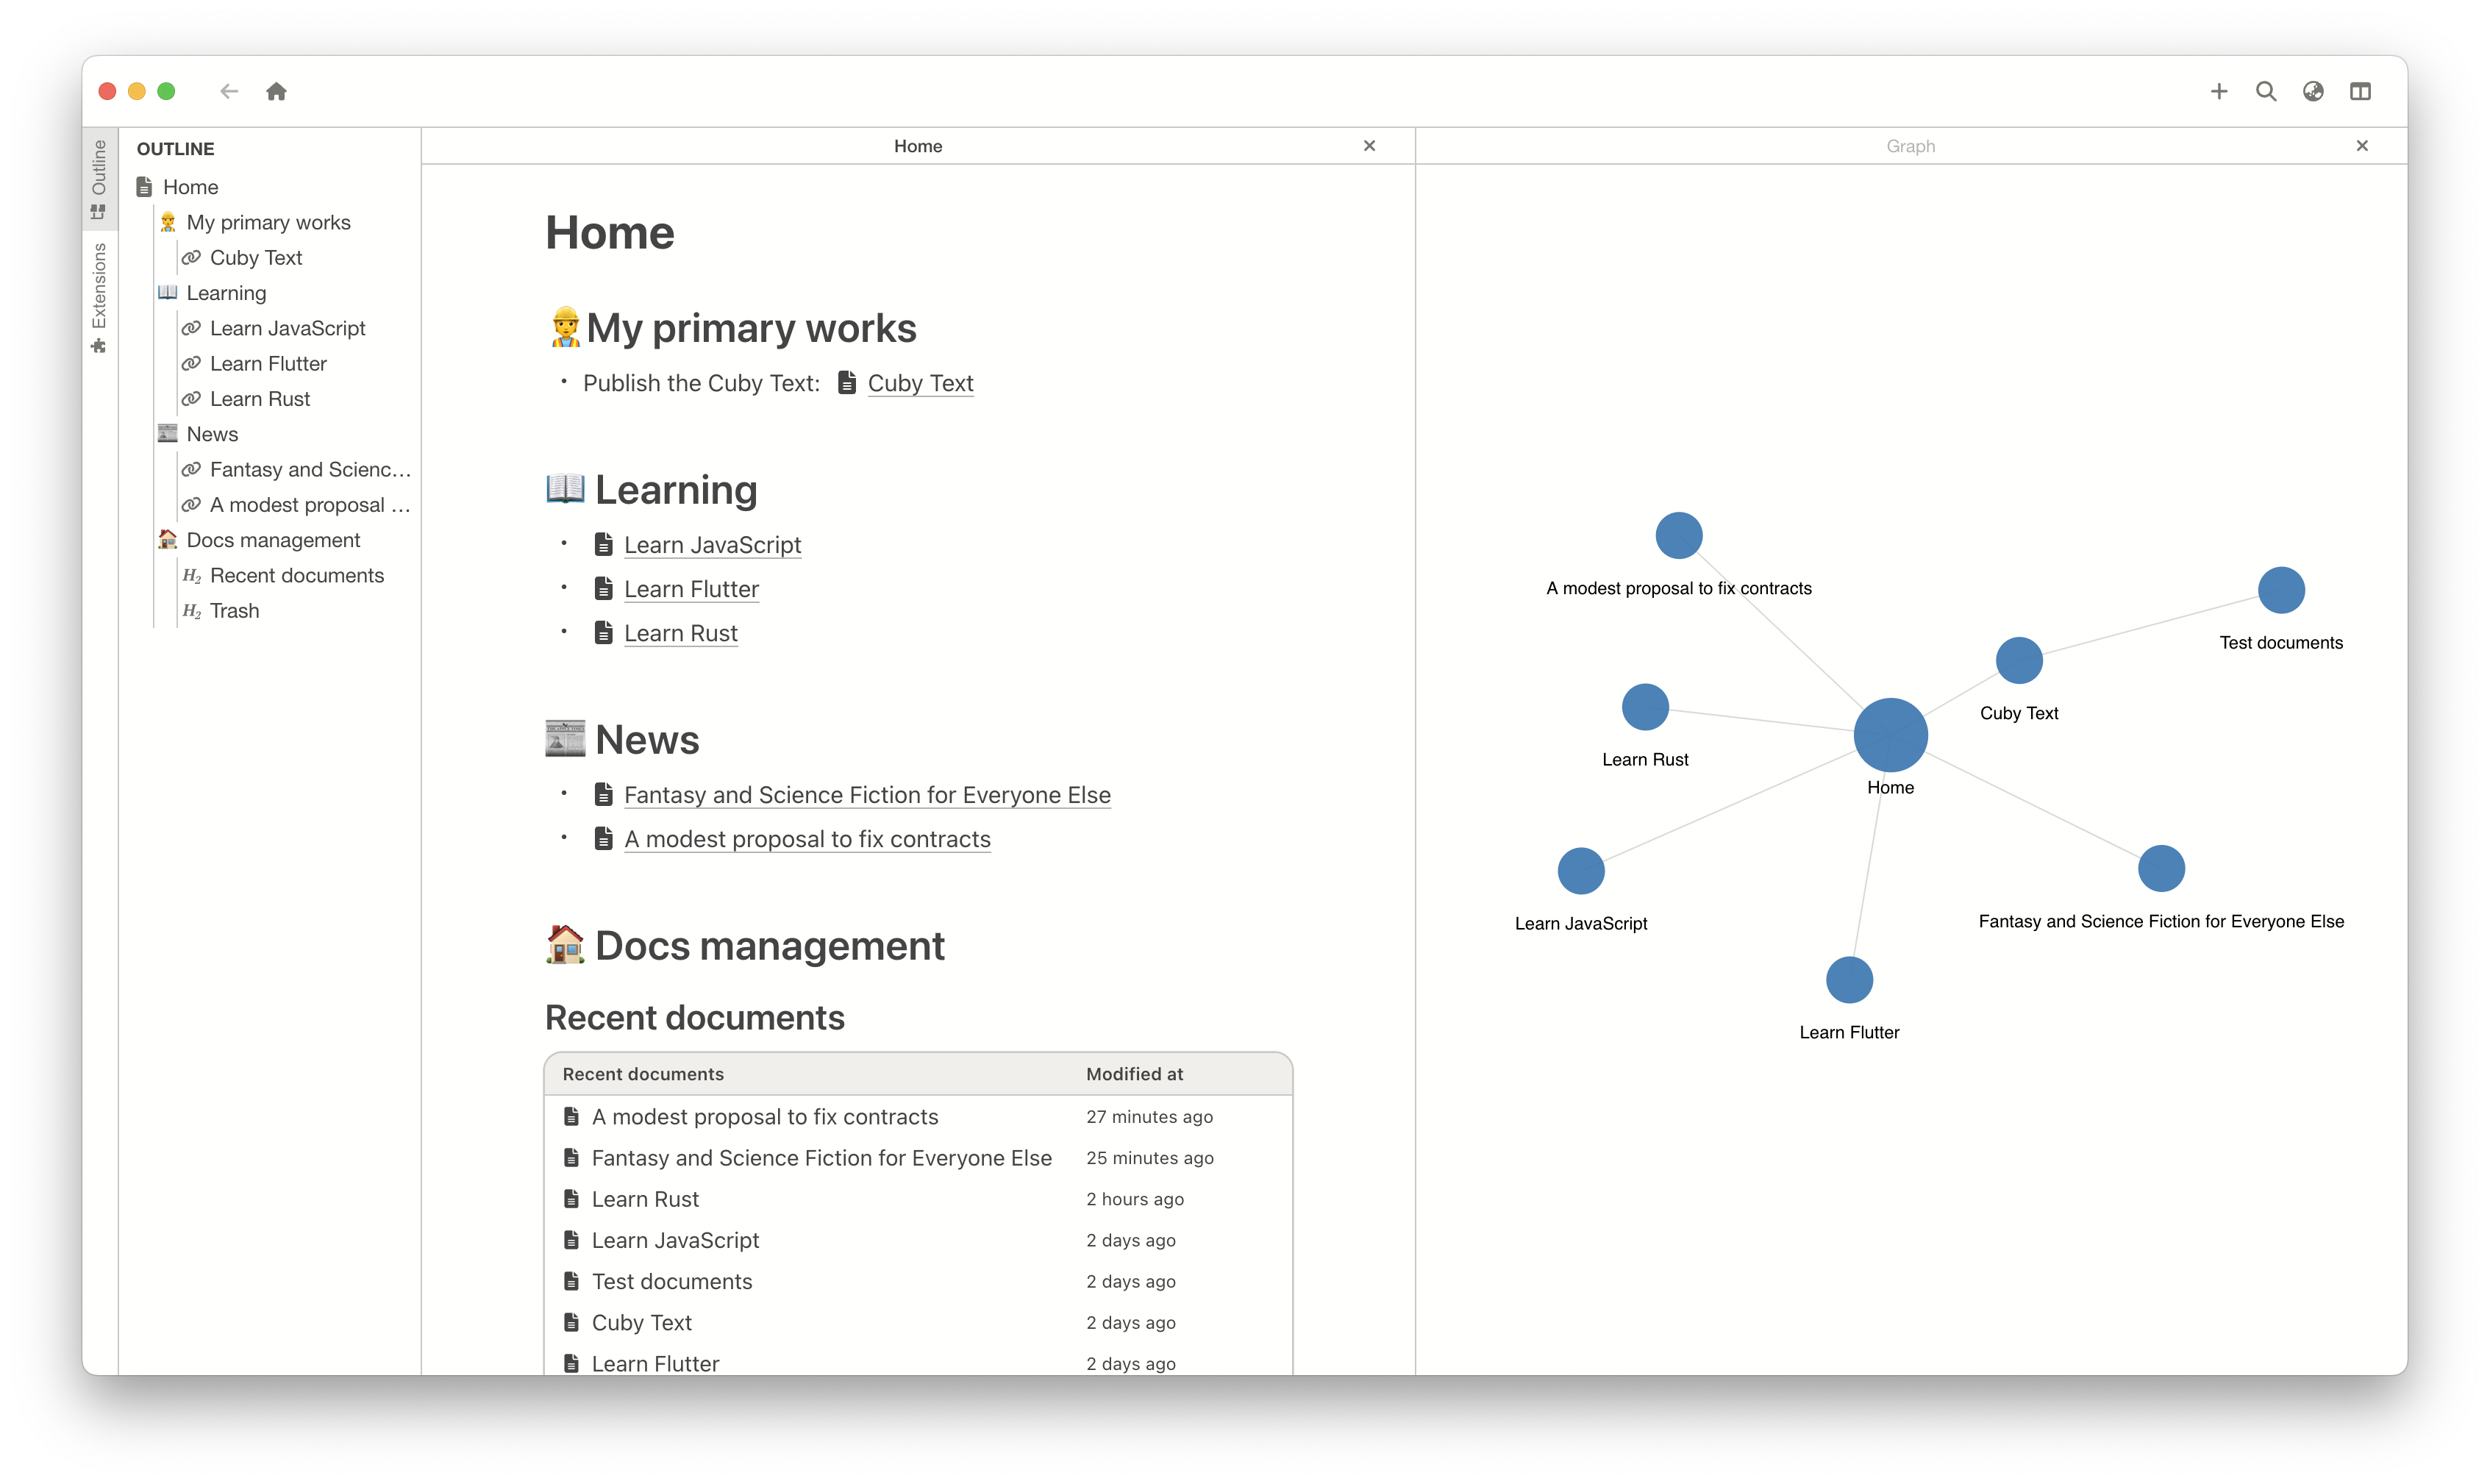 Outline
Extensions
OUTLINE
Home
My primary works
Cuby Text
Learning
Learn JavaScript
Learn Flutter
Learn Rust
News
Fantasy and Scienc...
A modest proposal ...
Docs management
H2 Recent documents
H2 Trash
Home
Home
My primary works
• Publish the Cuby Text: Cuby Text
Learning
• Learn JavaScript
• Learn Flutter
• Learn Rust
News
• Fantasy and Science Fiction for Everyone Else
• A modest proposal to fix contracts
Docs management
Recent documents
Recent documents Modified at
A modest proposal to fix contracts 27 minutes ago
Fantasy and Science Fiction for Everyone Else 25 minutes ago
Learn Rust 2 hours ago
Learn JavaScript 2 days ago
Test documents 2 days ago
Cuby Text 2 days ago
Learn Flutter 2 days ago
Graph
A modest proposal to fix contracts
Test documents
Cuby Text
Learn Rust
Home
Learn JavaScript
Fantasy and Science Fiction for Everyone Else
Learn Flutter